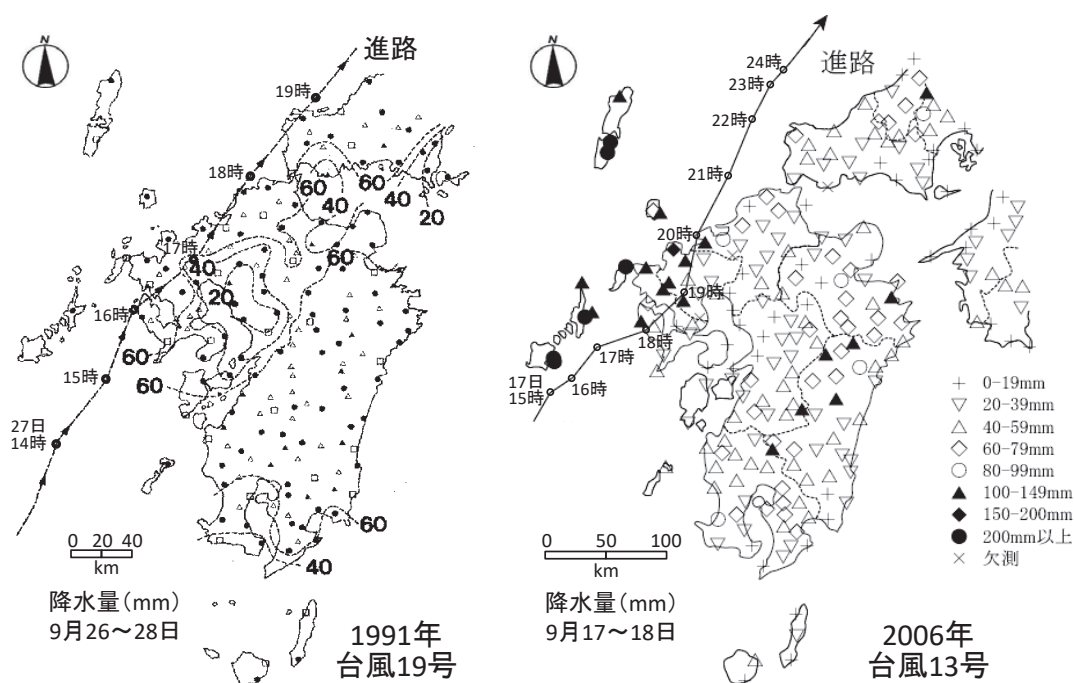 N
進路
19時
18時
17時
16時
15時
27日
14時
60
40
60
40
20
60
40
20
60
60
60
40
0 20 40
km
降水量(mm)
9月26～28日
1991年
台風19号
N
進路
24時
23時
22時
21時
20時
19時
18時
17時
16時
17日
15時
0-19mm
20-39mm
40-59mm
60-79mm
80-99mm
100-149mm
150-200mm
200mm以上
欠測
0 50 100
km
降水量(mm)
9月17～18日
2006年
台風13号